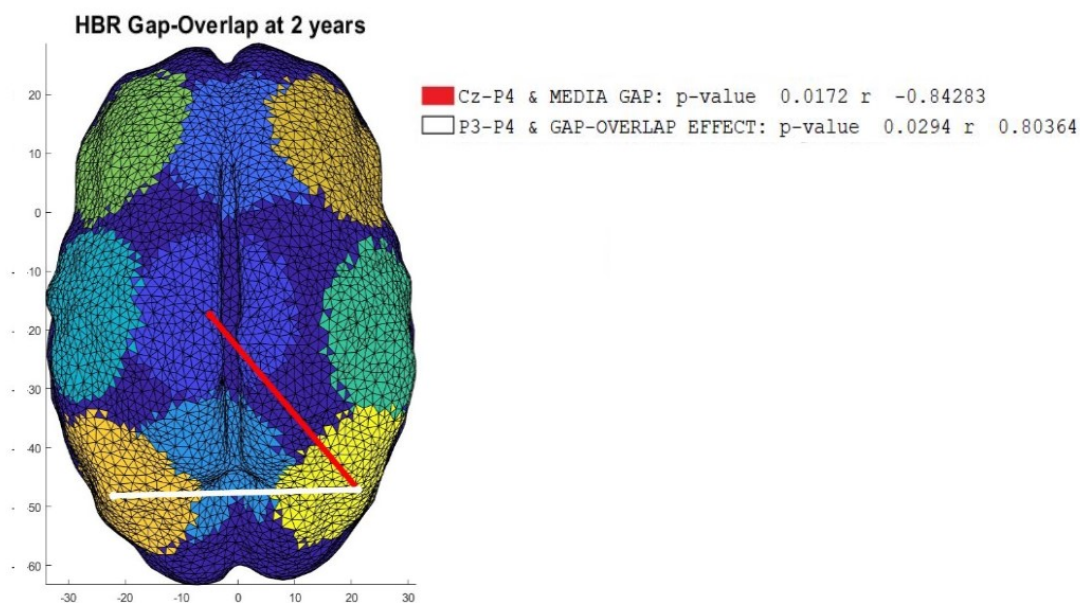 HBR Gap-Overlap at 2 years
Cz-P4 & MEDIA GAP: p-value 0.0172 r -0.84283
P3-P4 & GAP-OVERLAP EFFECT: p-value 0.0294 r 0.80364
20
10
0
-10
-20
-30
-40
-50
-60
-30 -20 -10 0 10 20 30